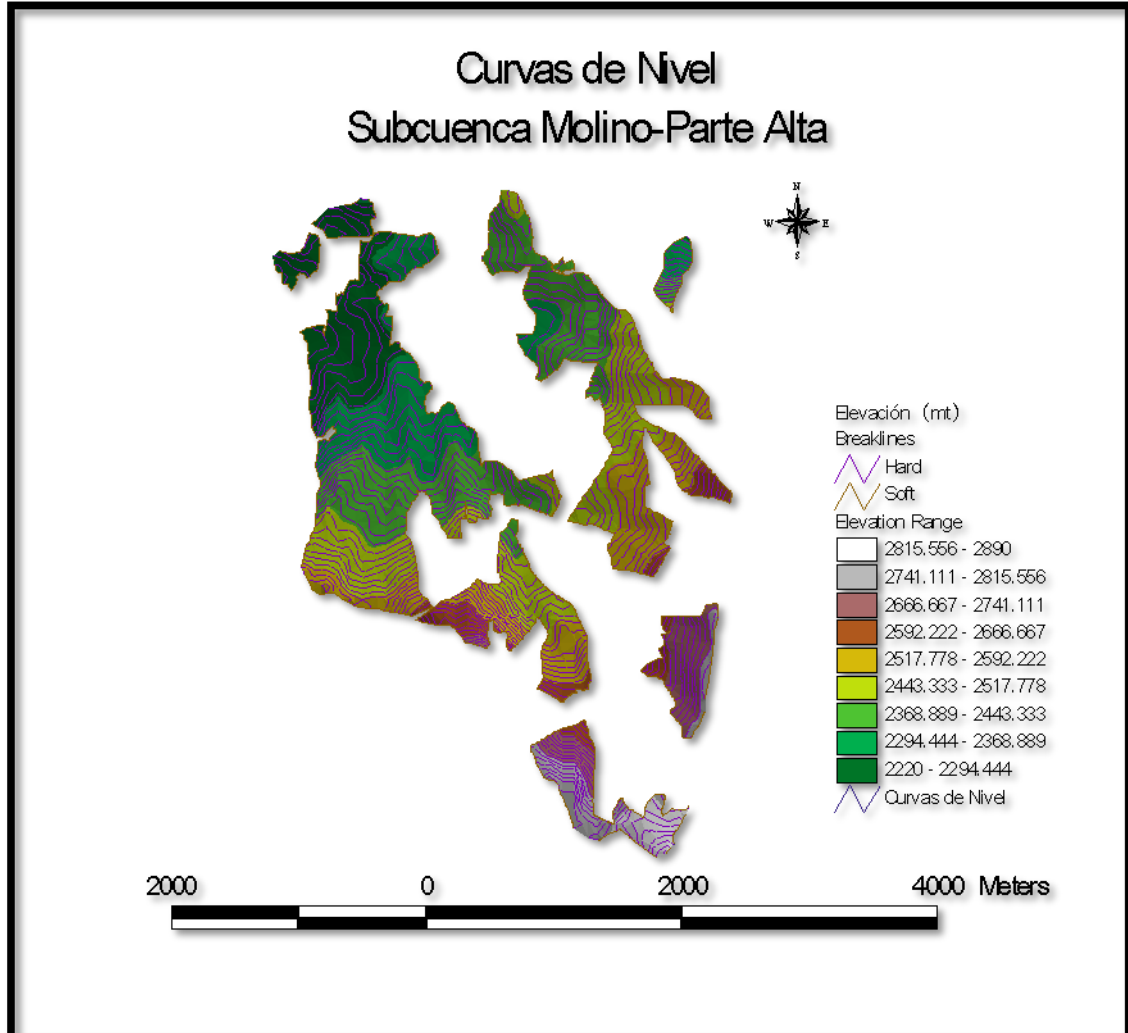 Curvas de Nivel
Subcuenca Molino-Parte Alta
N
W E
S
Elevación (mt)
Breaklines
Hard
Soft
Elevation Range
2815.556 - 2890
2741.111 - 2815.556
2666.667 - 2741.111
2592.222 - 2666.667
2517.778 - 2592.222
2443.333 - 2517.778
2368.889 - 2443.333
2294.444 - 2368.889
2220 - 2294.444
Curvas de Nivel
2000 0 2000 4000 Meters